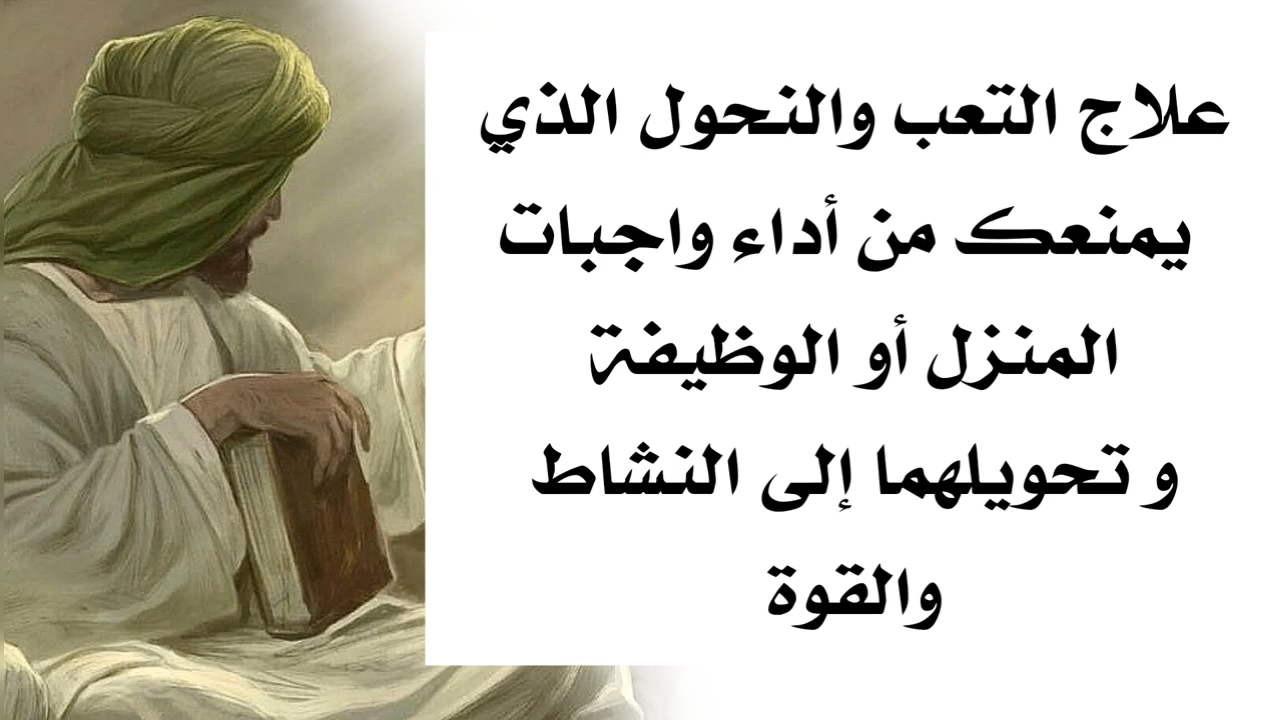 علاج التعب والنحول الذي
يمنعك من أداء واجبات
المنزل أو الوظيفة
و تحويلهما إلى النشاط
والقوة